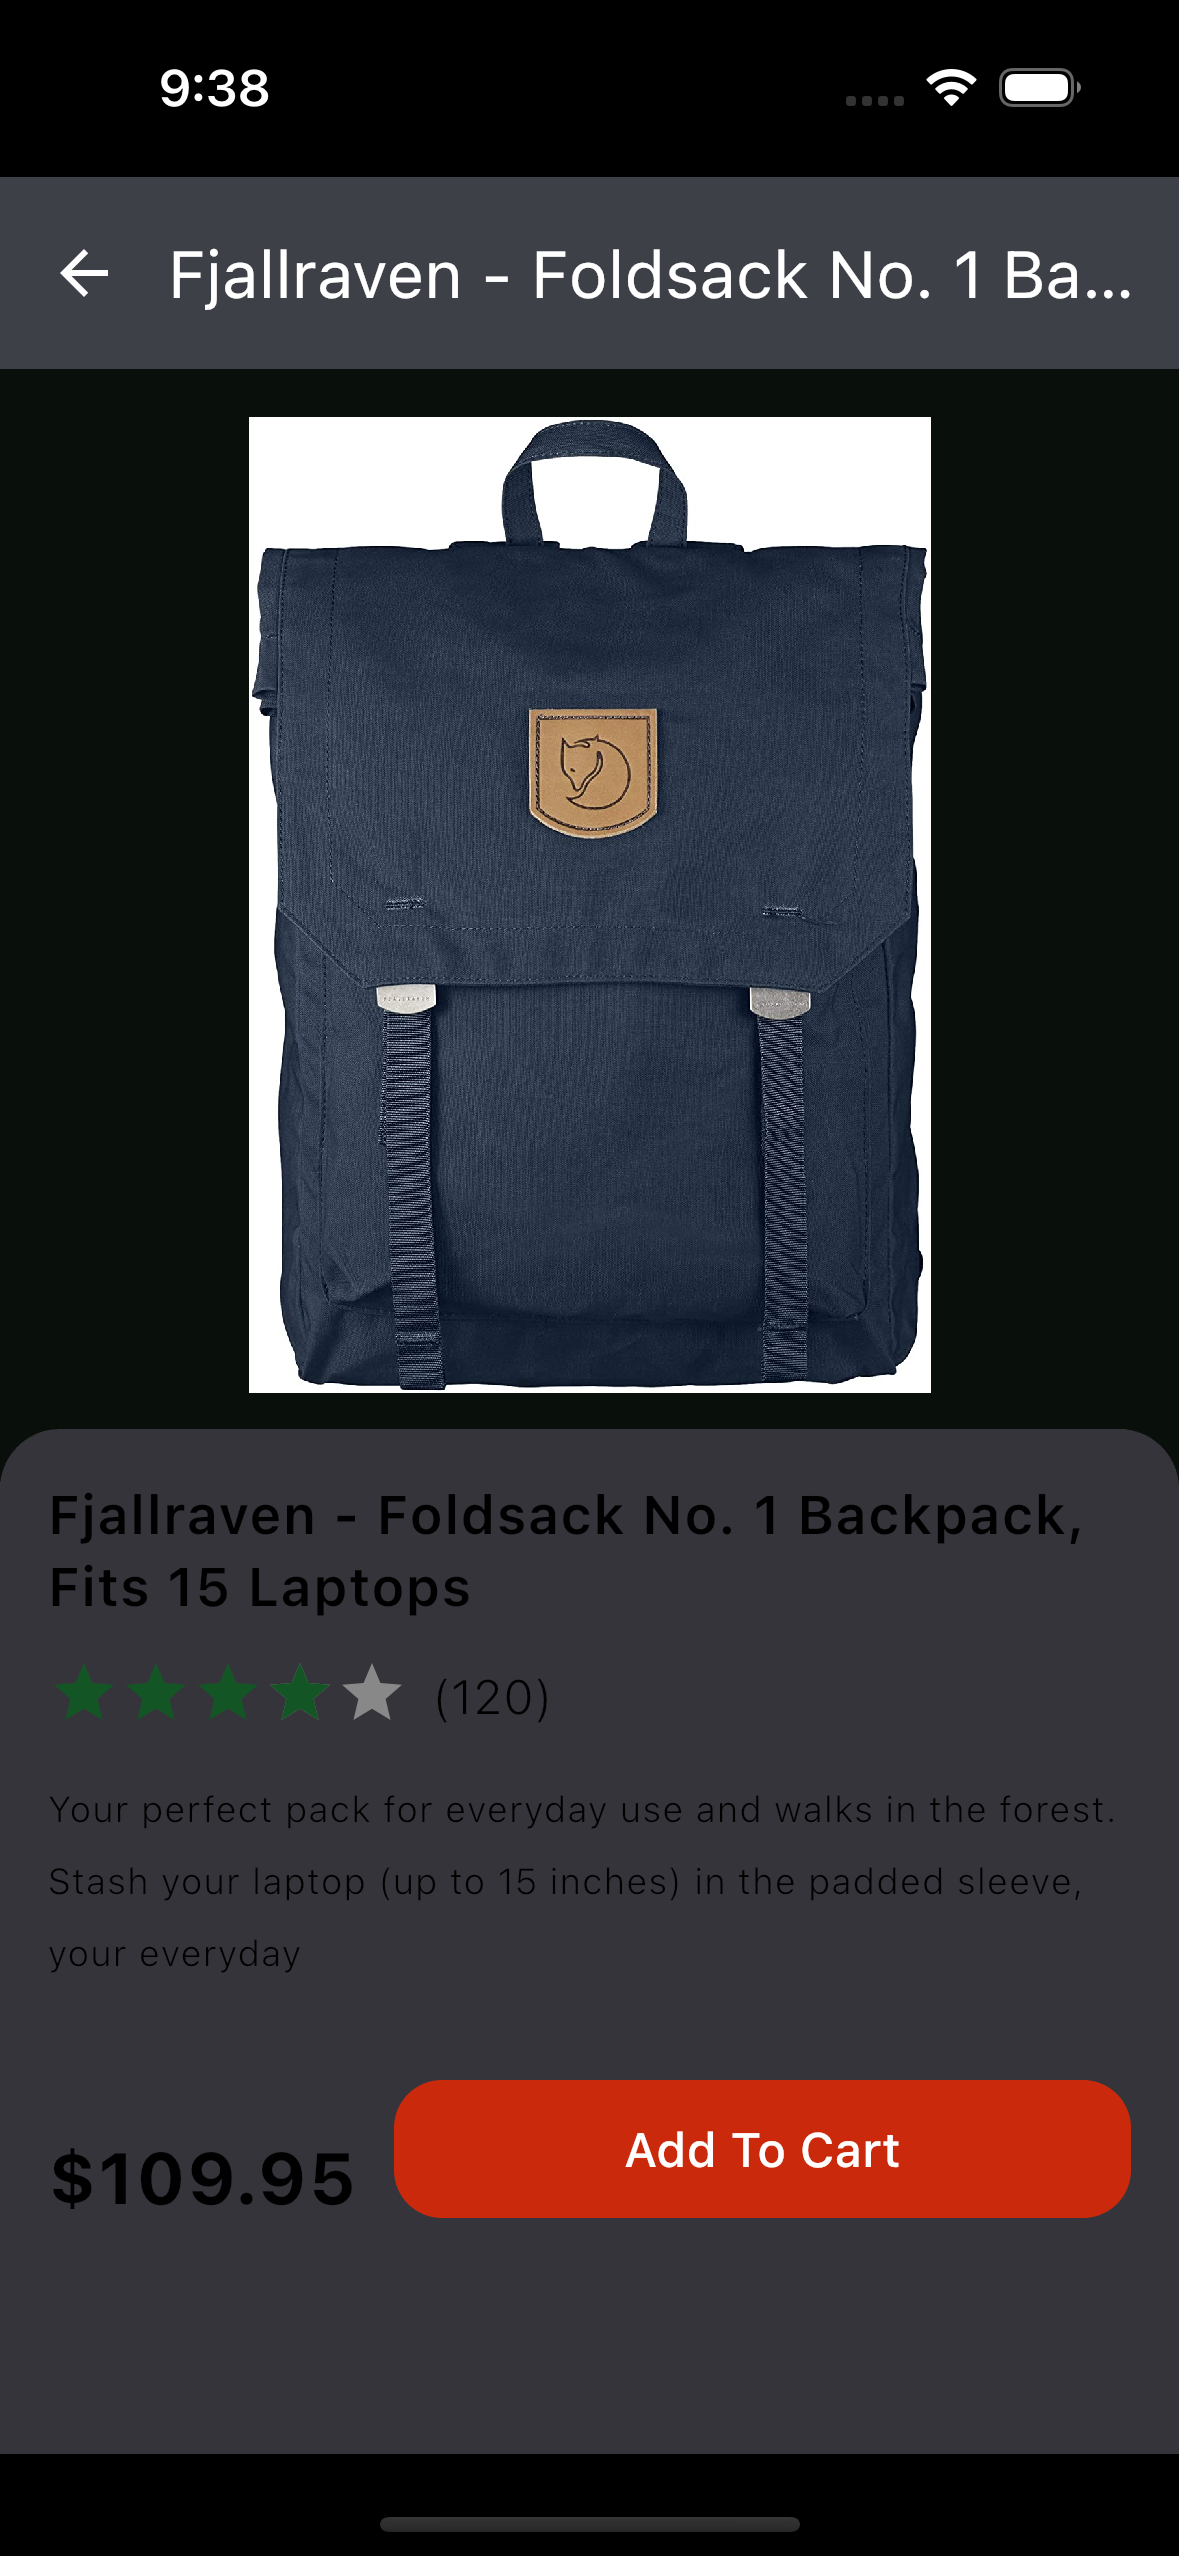 9:38
Fjallraven - Foldsack No. 1 Ba...
Fjallraven - Foldsack No. 1 Backpack,
Fits 15 Laptops
(120)
Your perfect pack for everyday use and walks in the forest.
Stash your laptop (up to 15 inches) in the padded sleeve,
your everyday
$109.95
Add To Cart